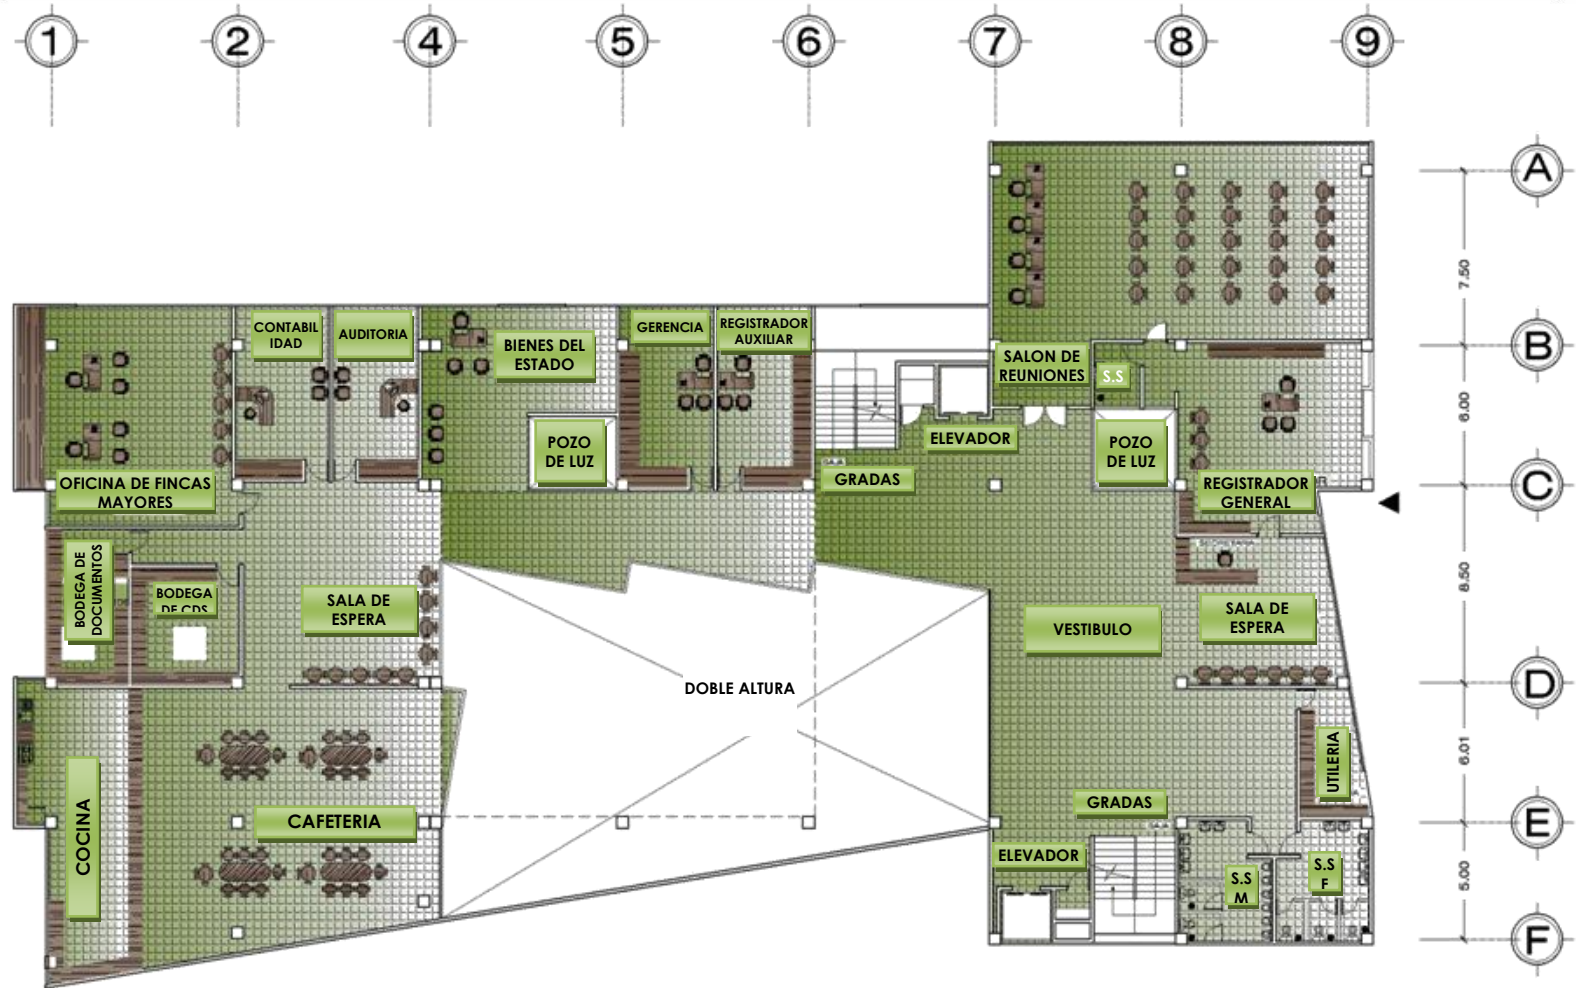 1 2 4 5 6 7 8 9
A
7.50
CONTABIL
IDAD
AUDITORIA
BIENES DEL
ESTADO
GERENCIA
REGISTRADOR
AUXILIAR
SALON DE
REUNIONES
S.S
B
6.00
POZO
DE LUZ
ELEVADOR
POZO
DE LUZ
OFICINA DE FINCAS
MAYORES
GRADAS
REGISTRADOR
GENERAL
C
BODEGA DE
DOCUMENTOS
BODEGA
DE CDS
SALA DE
ESPERA
VESTIBULO
SALA DE
ESPERA
8.50
DOBLE ALTURA
D
COCINA
CAFETERIA
UTILERIA
6.01
GRADAS
E
ELEVADOR
S.S
M
S.S
F
5.00
F